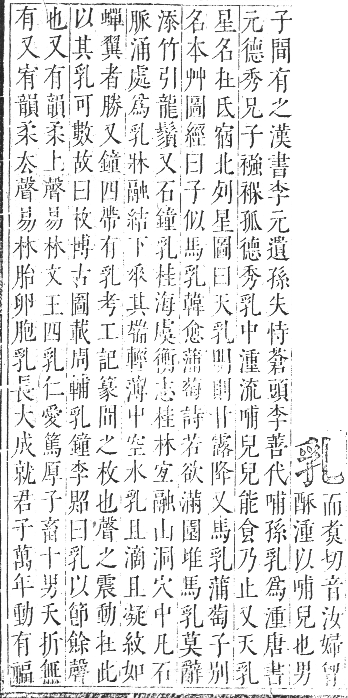 乳
而煑切音汝婦胷
酥湩以哺兒也男
子間有之漢書李元遺孫失恃蒼頭李善代哺孫乳為湩唐書
元德秀兄子襁褓孤德秀乳中湩流哺兒兒能食乃止又天乳
星名在氐宿北列星圖曰天乳明朗甘露降又馬乳蒲萄子別
名本艸圖經曰子似馬乳韓愈蒲萄詩若欲滿園堆馬乳莫辭
添竹引龍鬚又石鐘乳桂海虞衡志桂林宜融山洞穴中凡石
脈涌處為乳牀融結下垂其耑輕薄中空水乳且滴且凝紋如
蟬翼者勝又鐘四帶有乳考工記篆間之枚也聲之震動在此
以其乳可數故曰枚博古圖載周輔乳鐘李照曰乳以節餘聲
也又有韻柔上聲易林文王四乳仁愛篤厚子畜十男夭折無
有又宥韻柔去聲易林胎卵胞乳長大成就君子萬年動有福